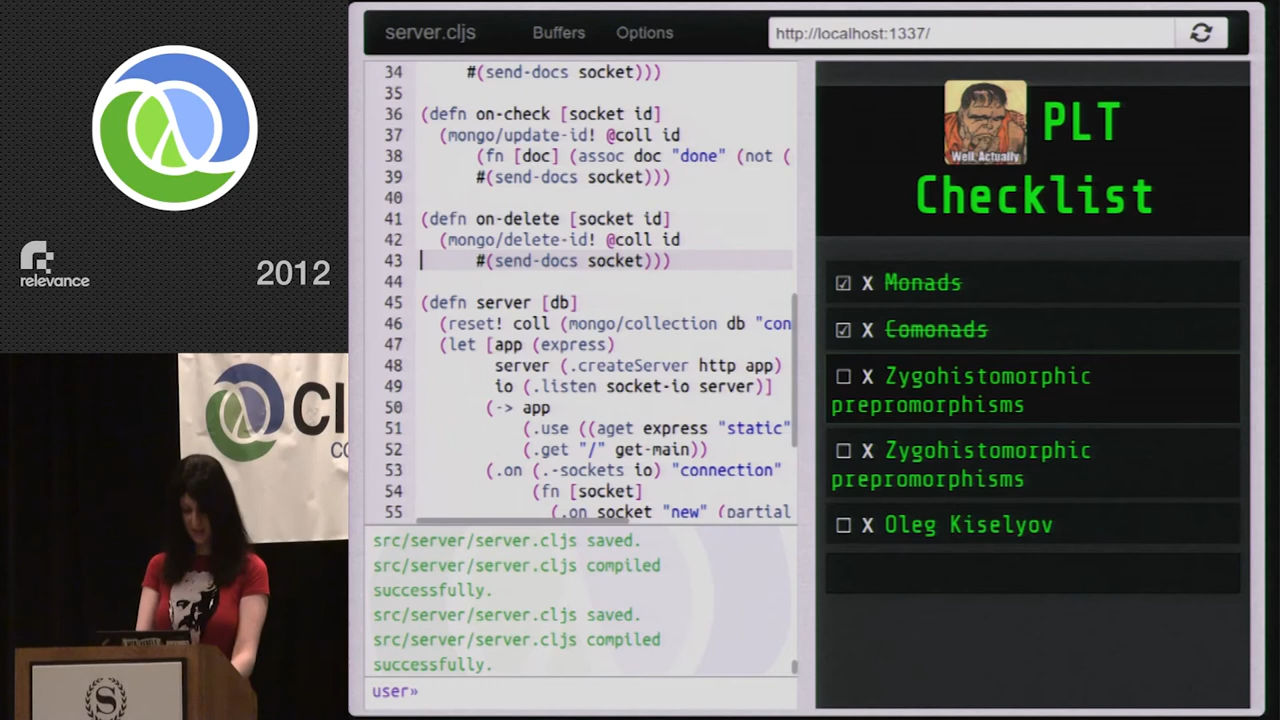 relevance
2012
Cl
CO
S
server.cljs Buffers Options
http://localhost:1337/
34 #(send-docs socket)))
35
36 (defn on-check [socket id]
37 (mongo/update-id! @coll id
38 (fn [doc] (assoc doc "done" (not (
39 #(send-docs socket)))
40
41 (defn on-delete [socket id]
42 (mongo/delete-id! @coll id
43 #(send-docs socket)))
44
45 (defn server [db]
46 (reset! coll (mongo/collection db "con
47 (let [app (express)
48 server (.createServer http app)
49 io (.listen socket-io server)]
50 (-> app
51 (.use ((aget express "static"
52 (.get "/" get-main))
53 (.on (.-sockets io) "connection"
54 (fn [socket]
55 (.on socket "new" (partial
src/server/server.cljs saved.
src/server/server.cljs compiled
successfully.
src/server/server.cljs saved.
src/server/server.cljs compiled
successfully.
user»
Well, Actually
PLT
Checklist
☑ X Monads
☑ X Comonads
☐ X Zygohistomorphic
prepromorphisms
☐ X Zygohistomorphic
prepromorphisms
☐ X Oleg Kiselyov